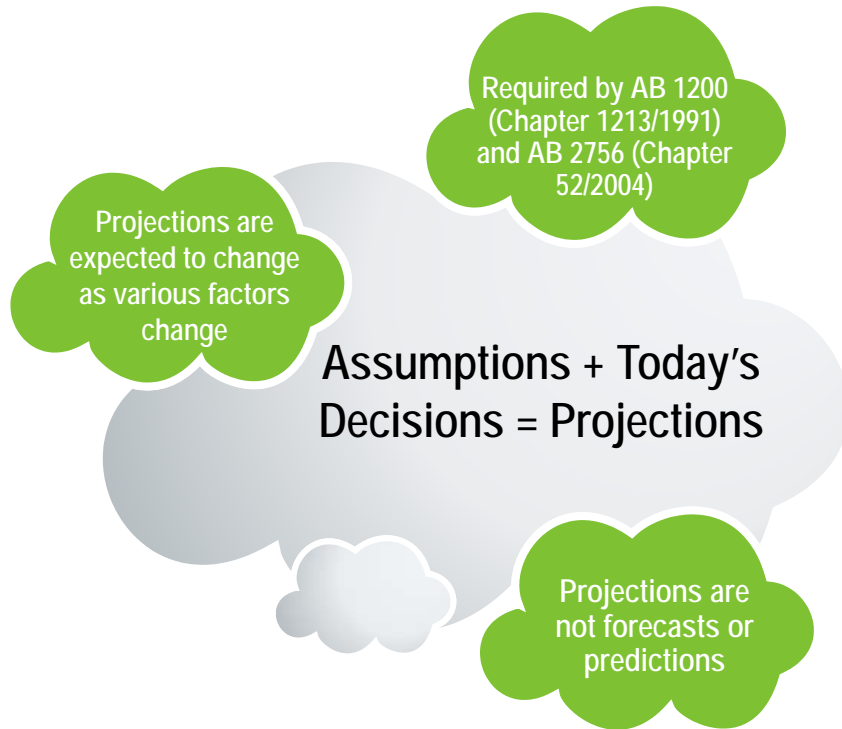 Required by AB 1200
(Chapter 1213/1991)
and AB 2756 (Chapter
52/2004)
Projections are
expected to change
as various factors
change
Assumptions + Today’s
Decisions = Projections
Projections are
not forecasts or
predictions